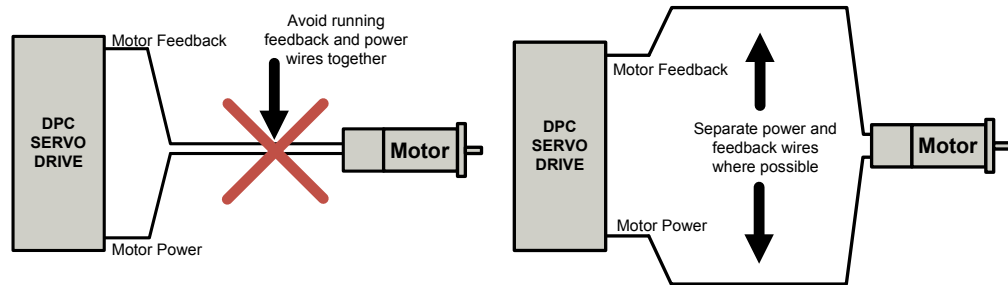 Motor Feedback
Avoid running
feedback and power
wires together
DPC
SERVO
DRIVE
Motor
Motor Power
Motor Feedback
DPC
SERVO
DRIVE
Separate power and
feedback wires
where possible
Motor
Motor Power